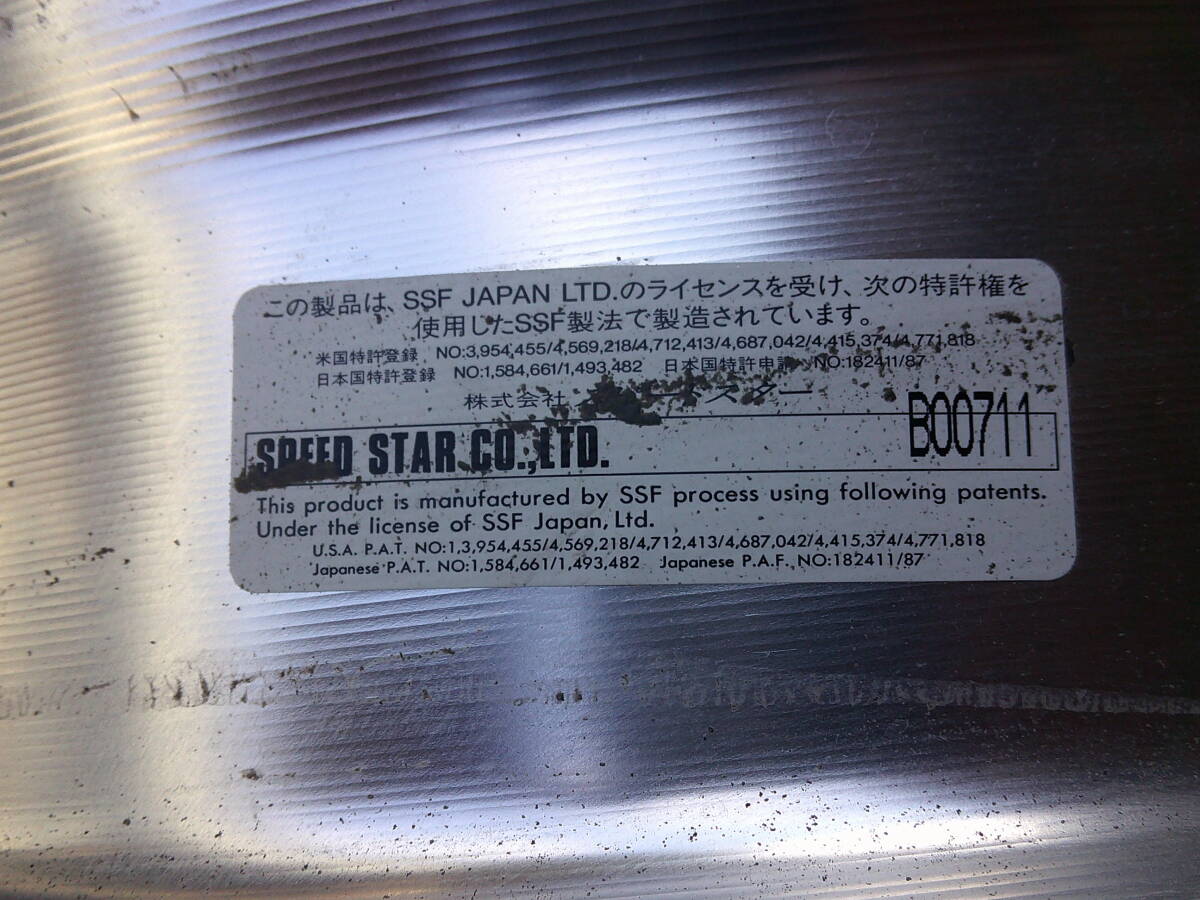 この製品は、SSF JAPAN LTD.のライセンスを受け、次の特許権を
使用したSSF製法で製造されています。
米国特許登録 NO:3,954,455/4,569,218/4,712,413/4,687,042/4,415,374/4,771,818
日本国特許登録 NO:1,584,661/1,493,482 日本国特許申請 NO:182411/87
株式会社 スピードスター
SPEED STAR CO.,LTD. B00711
This product is manufactured by SSF process using following patents.
Under the license of SSF Japan, Ltd.
U.S.A. P.A.T. NO:1,3,954,455/4,569,218/4,712,413/4,687,042/4,415,374/4,771,818
Japanese P.A.T. NO:1,584,661/1,493,482 Japanese P.A.F. NO:182411/87